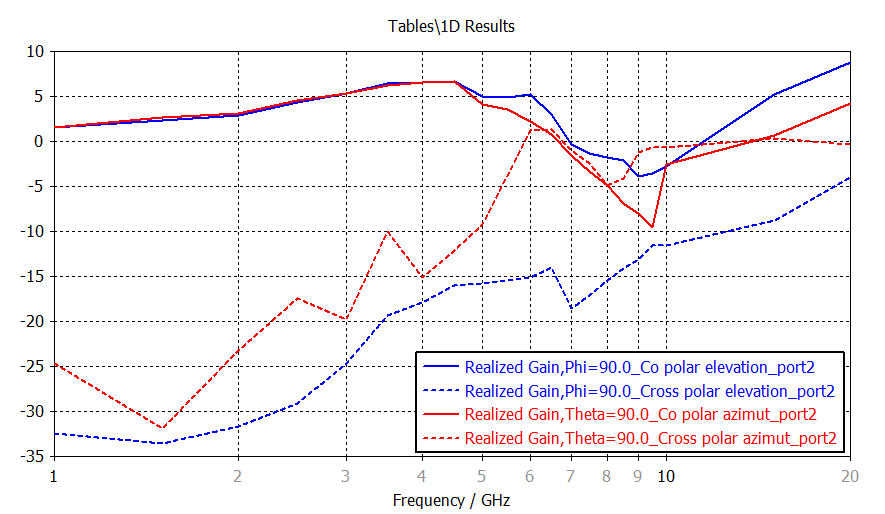 Tables\1D Results
10
5
0
-5
-10
-15
-20
-25
-30
-35
Realized Gain,Phi=90.0_Co polar elevation_port2
Realized Gain,Phi=90.0_Cross polar elevation_port2
Realized Gain,Theta=90.0_Co polar azimut_port2
Realized Gain,Theta=90.0_Cross polar azimut_port2
1 2 3 4 5 6 7 8 9 10 20
Frequency / GHz